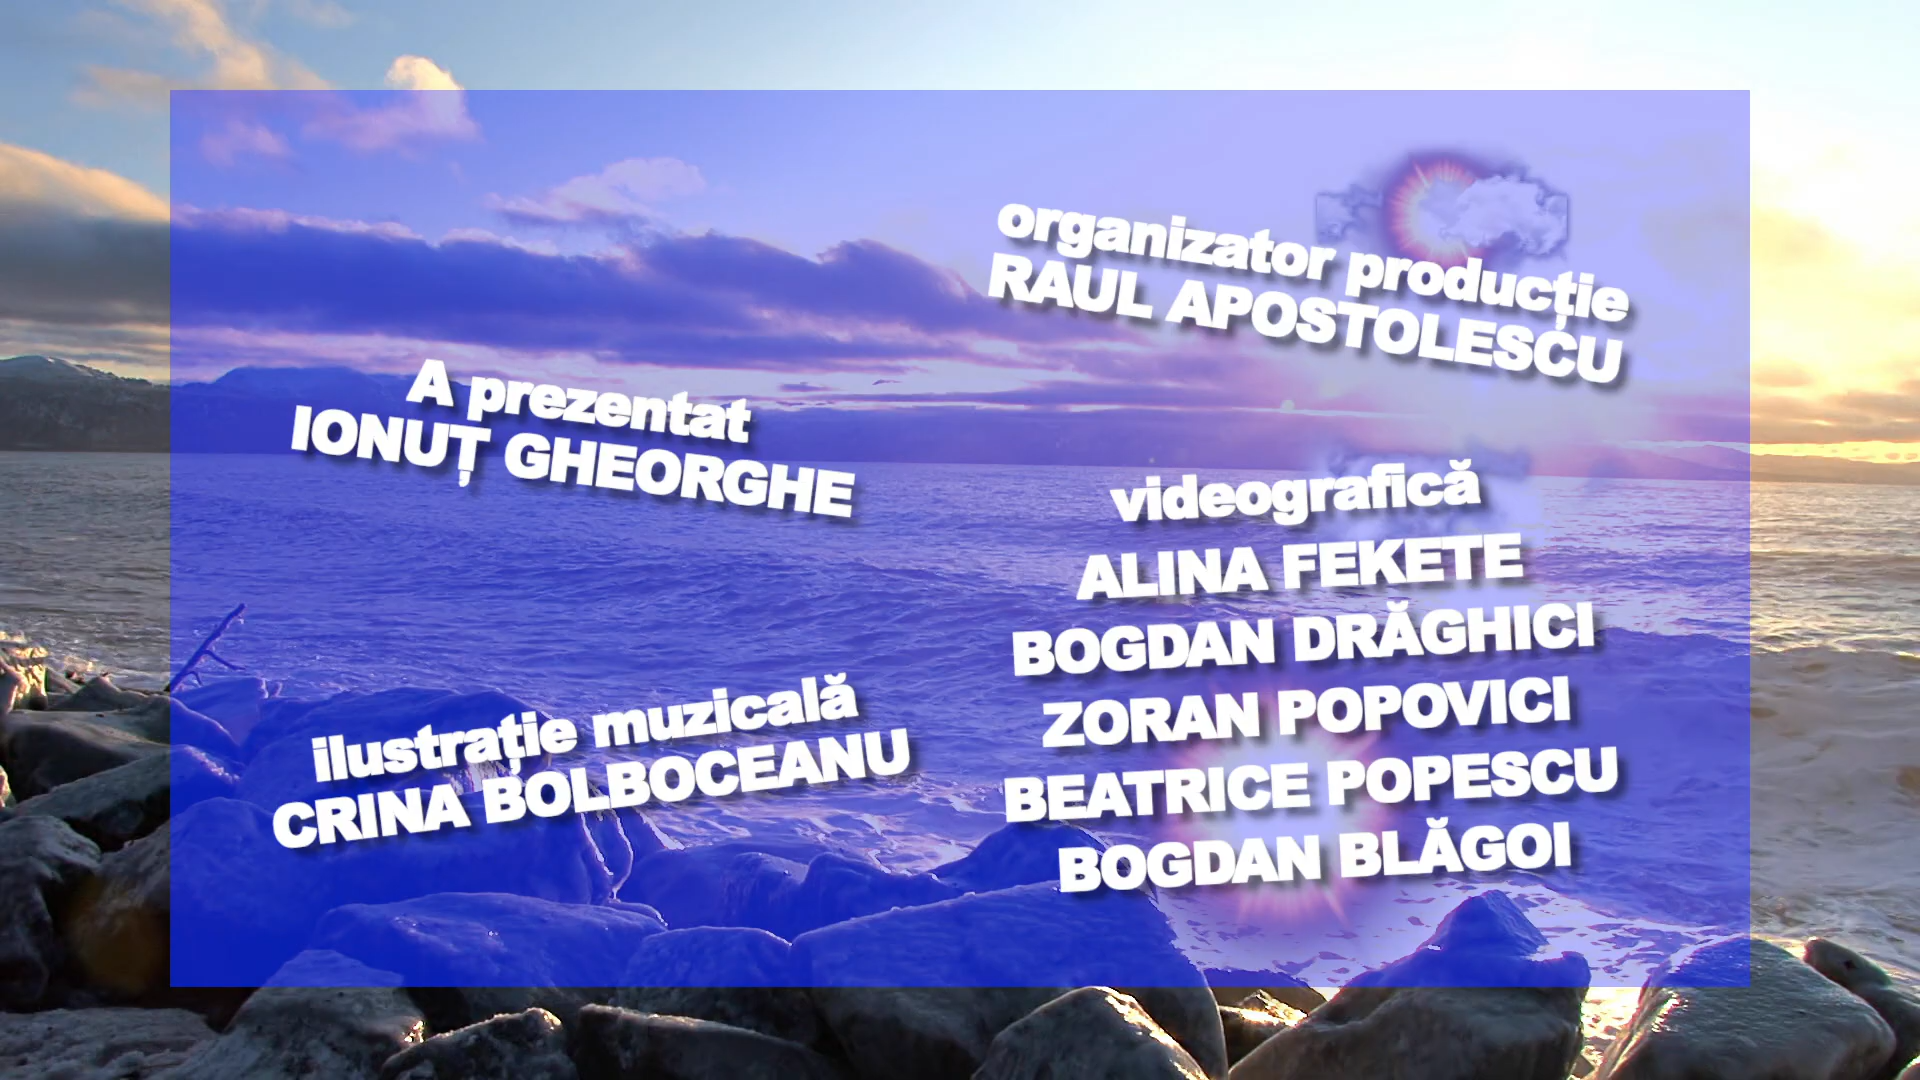 A prezentat
IONUȚ GHEORGHE
ilustrație muzicală
CRINA BOLBOCEANU
organizator producție
RAUL APOSTOLESCU
videografică
ALINA FEKETE
BOGDAN DRĂGHICI
ZORAN POPOVICI
BEATRICE POPESCU
BOGDAN BLĂGOI